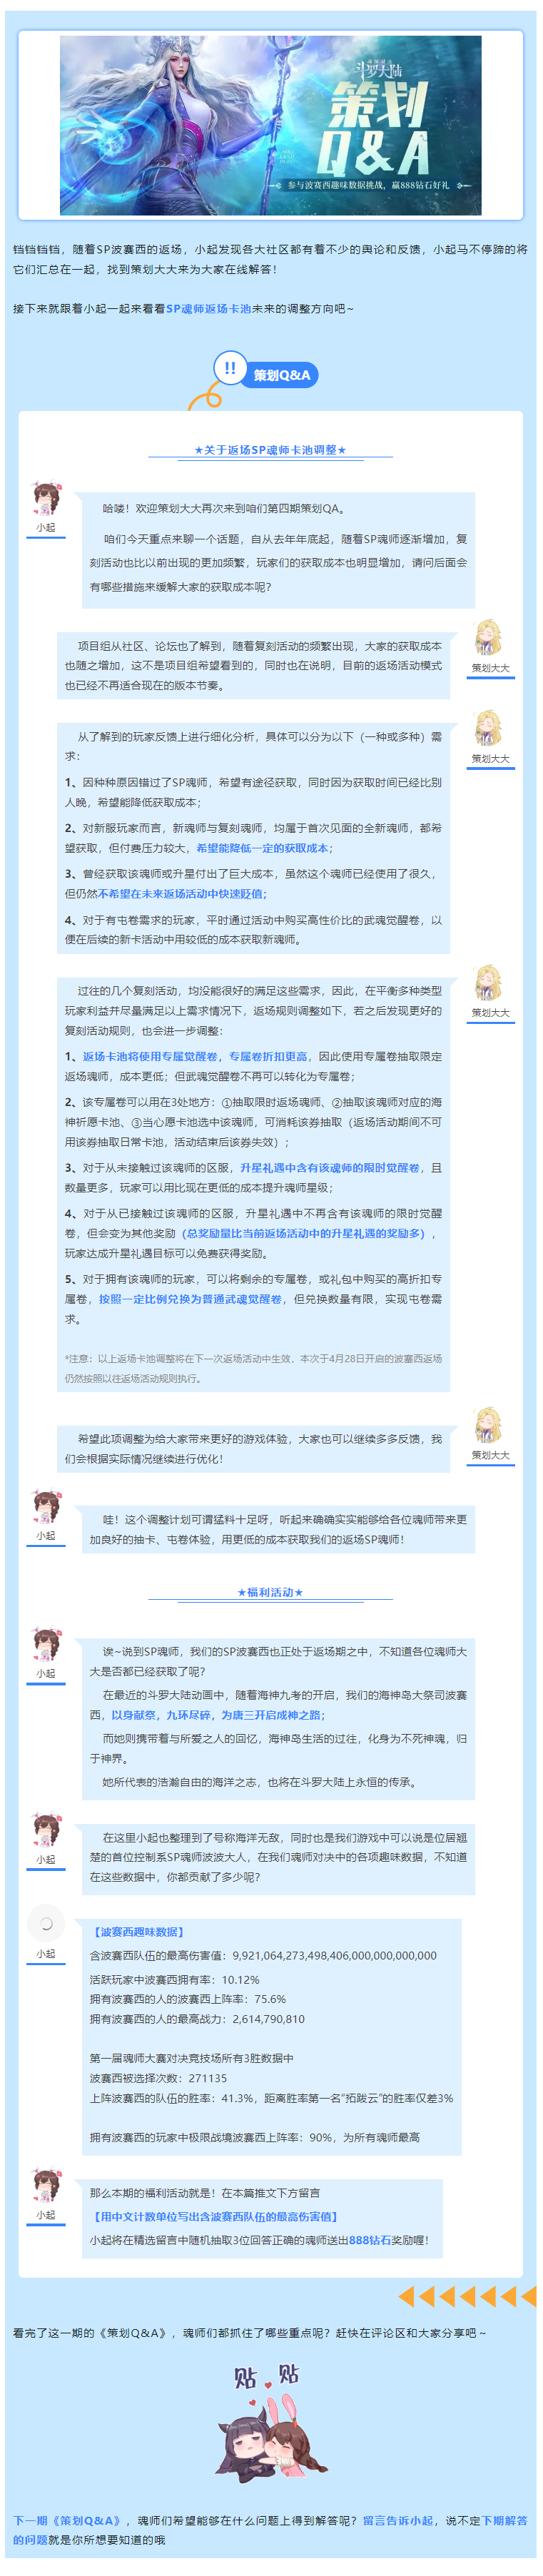 斗罗大陆
策划
Q&A
参与波赛西趣味数据挑战，赢888钻石好礼
铛铛铛铛，随着SP波赛西的返场，小起发现各大社区都有着不少的舆论和反馈，小起马不停蹄的将
它们汇总在一起，找到策划大大来为大家在线解答！
接下来就跟着小起一起来看看SP魂师返场卡池未来的调整方向吧~
!!
策划Q&A
★关于返场SP魂师卡池调整★
小起
哈喽！欢迎策划大大再次来到咱们第四期策划QA。
咱们今天重点来聊一个话题，自从去年年底起，随着SP魂师逐渐增加，复
刻活动也比以前出现的更加频繁，玩家们的获取成本也明显增加，请问后面会
有哪些措施来缓解大家的获取成本呢？
策划大大
项目组从社区、论坛也了解到，随着复刻活动的频繁出现，大家的获取成本
也随之增加，这不是项目组希望看到的，同时也在说明，目前的返场活动模式
也已经不再适合现在的版本节奏。
策划大大
从了解到的玩家反馈上进行细化分析，具体可以分为以下（一种或多种）需
求：
1、因种种原因错过了SP魂师，希望有途径获取，同时因为获取时间已经比别
人晚，希望能降低获取成本；
2、对新服玩家而言，新魂师与复刻魂师，均属于首次见面的全新魂师，都希
望获取，但付费压力较大，希望能降低一定的获取成本；
3、曾经获取该魂师或升星付出了巨大成本，虽然这个魂师已经使用了很久，
但仍然不希望在未来返场活动中快速贬值；
4、对于有屯卷需求的玩家，平时通过活动中购买高性价比的武魂觉醒卷，以
便在后续的新卡活动中用较低的成本获取新魂师。
策划大大
过往的几个复刻活动，均没能很好的满足这些需求，因此，在平衡多种类型
玩家利益并尽量满足以上需求情况下，返场规则调整如下，若之后发现更好的
复刻活动规则，也会进一步调整：
1、返场卡池将使用专属觉醒卷，专属卷折扣更高，因此使用专属卷抽取限定
返场魂师，成本更低；但武魂觉醒卷不再可以转化为专属卷；
2、该专属卷可以用在3处地方：①抽取限时返场魂师、②抽取该魂师对应的海
神祈愿卡池、③当心愿卡池选中该魂师，可消耗该券抽取（返场活动期间不可
用该券抽取日常卡池，活动结束后该券失效）；
3、对于从未接触过该魂师的区服，升星礼遇中含有该魂师的限时觉醒卷，且
数量更多，玩家可以用比现在更低的成本提升魂师星级；
4、对于从已接触过该魂师的区服，升星礼遇中不再含有该魂师的限时觉醒
卷，但会变为其他奖励（总奖励量比当前返场活动中的升星礼遇的奖励多），
玩家达成升星礼遇目标可以免费获得奖励。
5、对于拥有该魂师的玩家，可以将剩余的专属卷，或礼包中购买的高折扣专
属卷，按照一定比例兑换为普通武魂觉醒卷，但兑换数量有限，实现屯卷需
求。
*注意：以上返场卡池调整将在下一次返场活动中生效，本次于4月28日开启的波塞西返场
仍然按照以往返场活动规则执行。
策划大大
希望此项调整为给大家带来更好的游戏体验，大家也可以继续多多反馈，我
们会根据实际情况继续进行优化！
小起
哇！这个调整计划可谓猛料十足呀，听起来确确实实能够给各位魂师带来更
加良好的抽卡、屯卷体验，用更低的成本获取我们的返场SP魂师！
★福利活动★
小起
诶~说到SP魂师，我们的SP波赛西也正处于返场期之中，不知道各位魂师大
大是否都已经获取了呢？
在最近的斗罗大陆动画中，随着海神九考的开启，我们的海神岛大祭司波赛
西，以身献祭，九环尽碎，为唐三开启成神之路；
而她则携带着与所爱之人的回忆，海神岛生活的过往，化身为不死神魂，归
于神界。
她所代表的浩瀚自由的海洋之志，也将在斗罗大陆上永恒的传承。
小起
在这里小起也整理到了号称海洋无敌，同时也是我们游戏中可以说是位居翘
楚的首位控制系SP魂师波波大人，在我们魂师对决中的各项趣味数据，不知道
在这些数据中，你都贡献了多少呢？
小起
【波赛西趣味数据】
含波赛西队伍的最高伤害值：9,921,064,273,498,406,000,000,000,000
活跃玩家中波赛西拥有率：10.12%
拥有波赛西的人的波赛西上阵率：75.6%
拥有波赛西的人的最高战力：2,614,790,810
第一届魂师大赛对决竞技场所有3胜数据中
波赛西被选择次数：271135
上阵波赛西的队伍的胜率：41.3%，距离胜率第一名“拓跋云”的胜率仅差3%
拥有波赛西的玩家中极限战境波赛西上阵率：90%，为所有魂师最高
小起
那么本期的福利活动就是！在本篇推文下方留言
【用中文计数单位写出含波赛西队伍的最高伤害值】
小起将在精选留言中随机抽取3位回答正确的魂师送出888钻石奖励喔！
看完了这一期的《策划Q&A》，魂师们都抓住了哪些重点呢？赶快在评论区和大家分享吧~
贴 贴
下一期《策划Q&A》，魂师们希望能够在什么问题上得到解答呢？留言告诉小起，说不定下期解答
的问题就是你所想要知道的哦